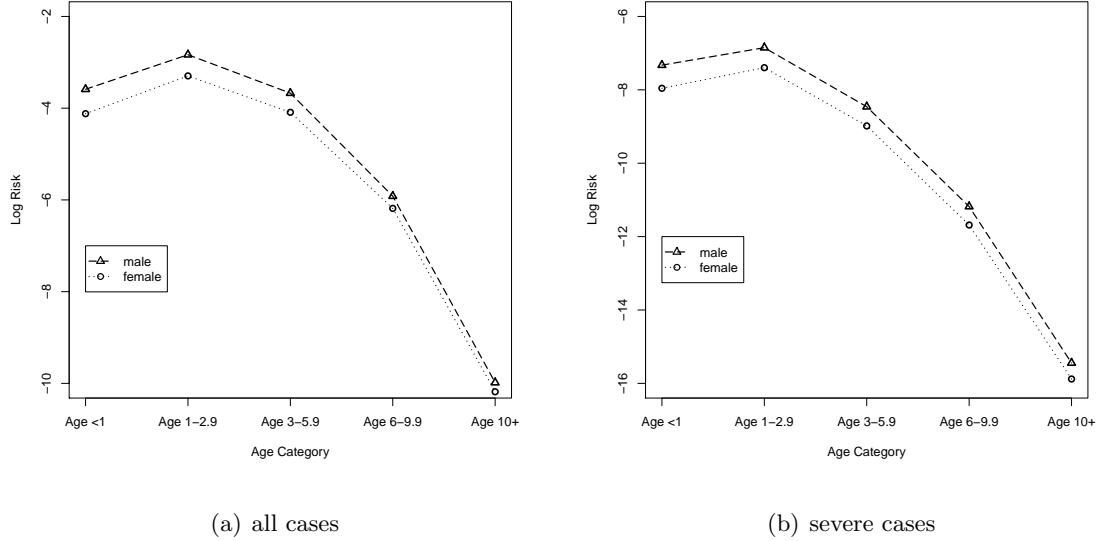 −2
−4
−6
−8
−10
Log Risk
male
female
Age <1
Age 1−2.9
Age 3−5.9
Age 6−9.9
Age 10+
Age Category
(a) all cases
−6
−8
−10
−12
−14
−16
Log Risk
male
female
Age <1
Age 1−2.9
Age 3−5.9
Age 6−9.9
Age 10+
Age Category
(b) severe cases